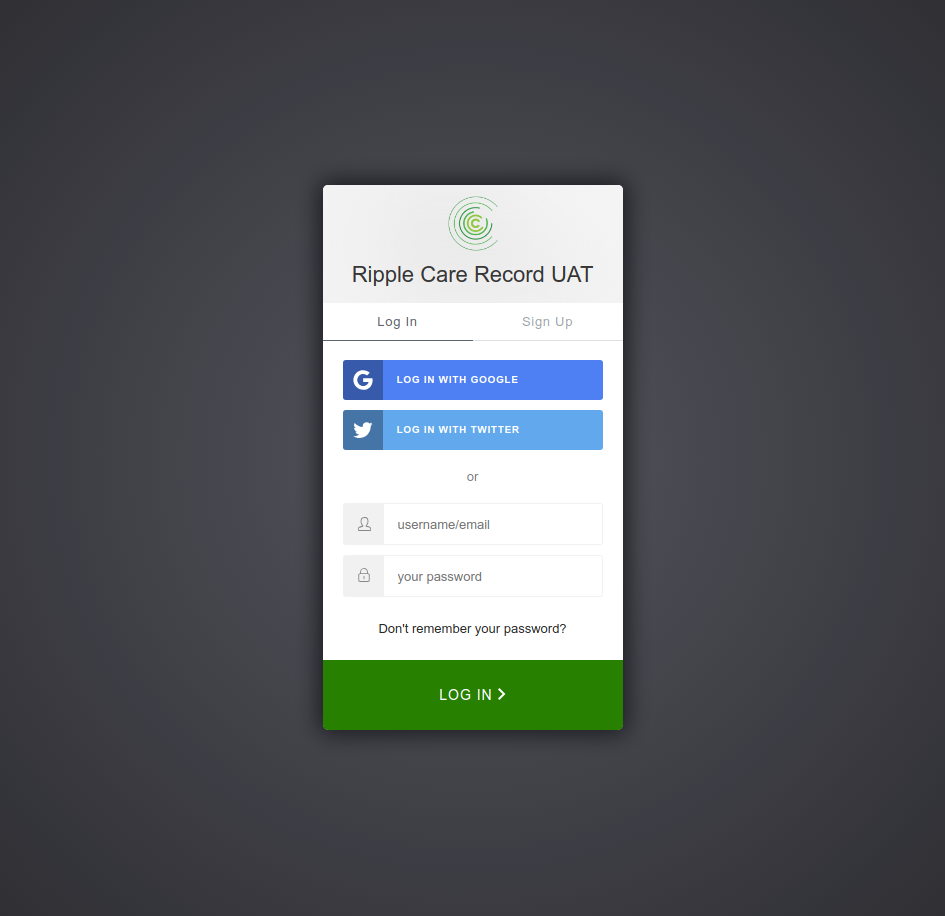 Ripple Care Record UAT
Log In
Sign Up
LOG IN WITH GOOGLE
LOG IN WITH TWITTER
or
username/email
your password
Don't remember your password?
LOG IN